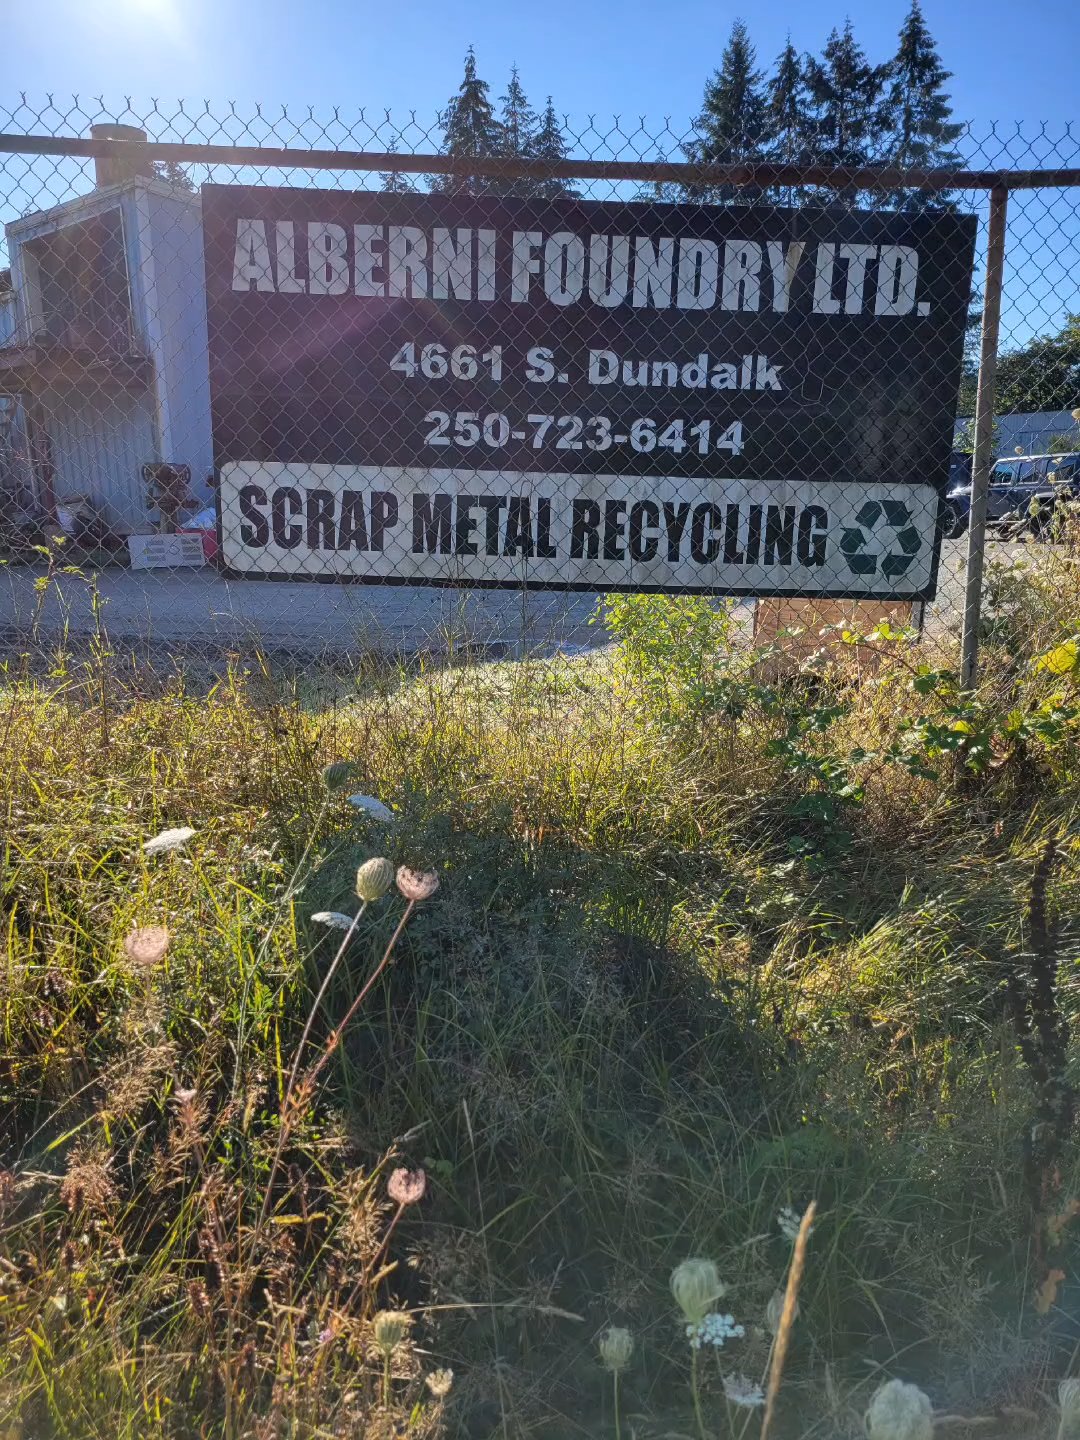 ALBERNI FOUNDRY LTD.
4661 S. Dundalk
250-723-6414
SCRAP METAL RECYCLING